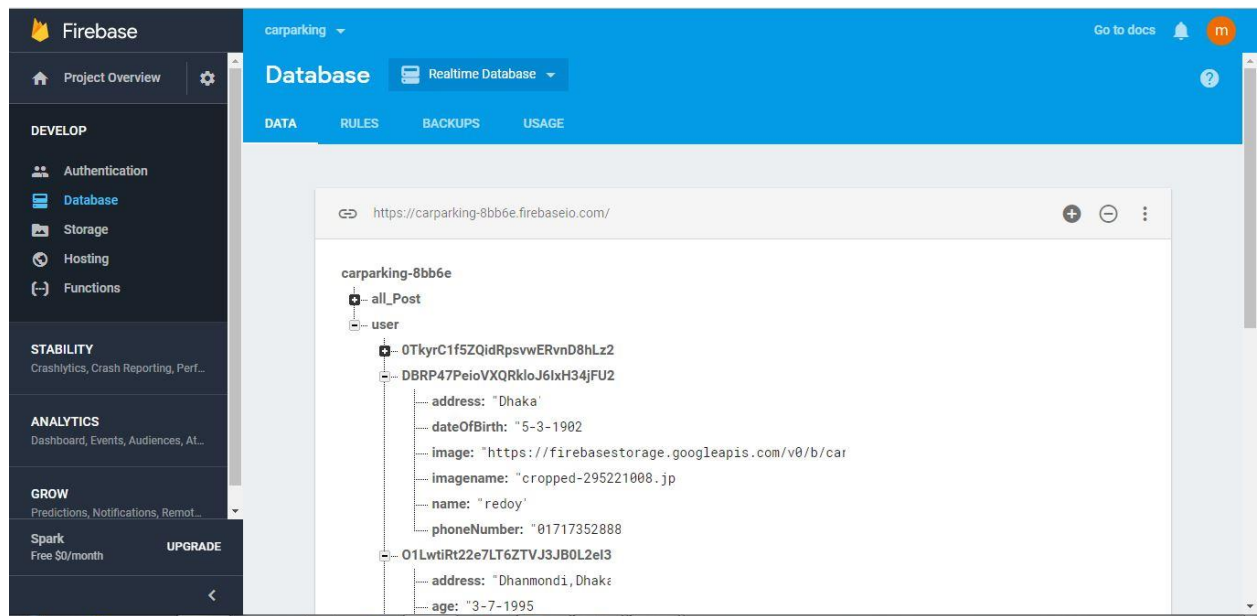 Firebase
carparking
Go to docs
m
Project Overview
Database
Realtime Database
?
DATA RULES BACKUPS USAGE
DEVELOP
Authentication
Database
Storage
Hosting
Functions
STABILITY
Crashlytics, Crash Reporting, Perf...
ANALYTICS
Dashboard, Events, Audiences, At...
GROW
Predictions, Notifications, Remot...
Spark
Free $0/month
UPGRADE
https://carparking-8bb6e.firebaseio.com/
carparking-8bb6e
all_Post
user
0TkyrC1f5ZQidRpsvwERvnD8hLz2
DBRP47PeioVXQRkloJ6IxH34jFU2
address: "Dhaka"
dateOfBirth: "5-3-1902
image: "https://firebasestorage.googleapis.com/v0/b/car
imagename: "cropped-295221008.jp
name: "redoy"
phoneNumber: "01717352888
O1LwtiRt22e7LT6ZTVJ3JB0L2eI3
address: "Dhanmondi,Dhaka
age: "3-7-1995